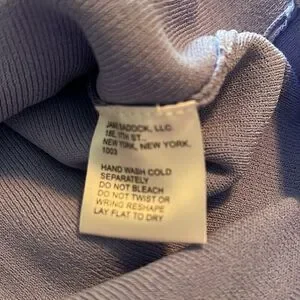 LLC.
NEW YORK, NEW YORK,
1003
HAND WASH COLD
SEPARATELY
DO NOT BLEACH
DO NOT TWIST OR
WRING RESHAPE
LAY FLAT TO DRY